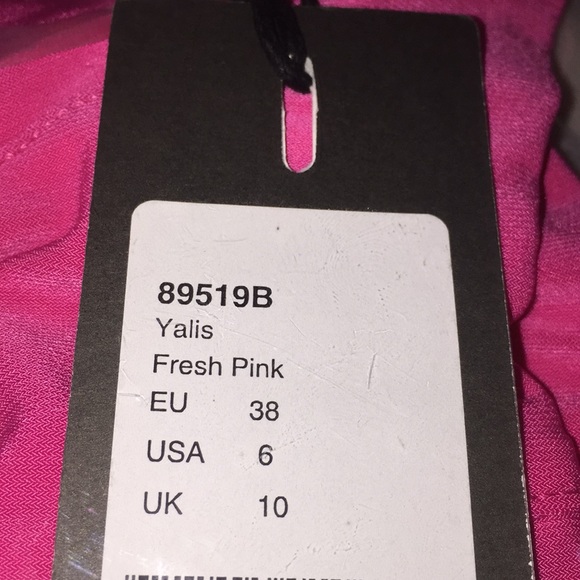 89519B
Yalis
Fresh Pink
EU 38
USA 6
UK 10